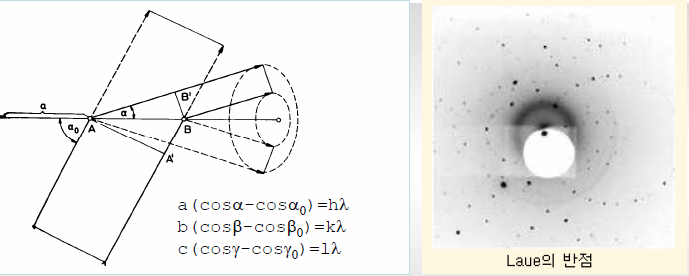 a
B'
α
A
B
α₀
A'
a(cosα-cosα₀)=hλ
b(cosβ-cosβ₀)=kλ
c(cosγ-cosγ₀)=lλ
Laue의 반점